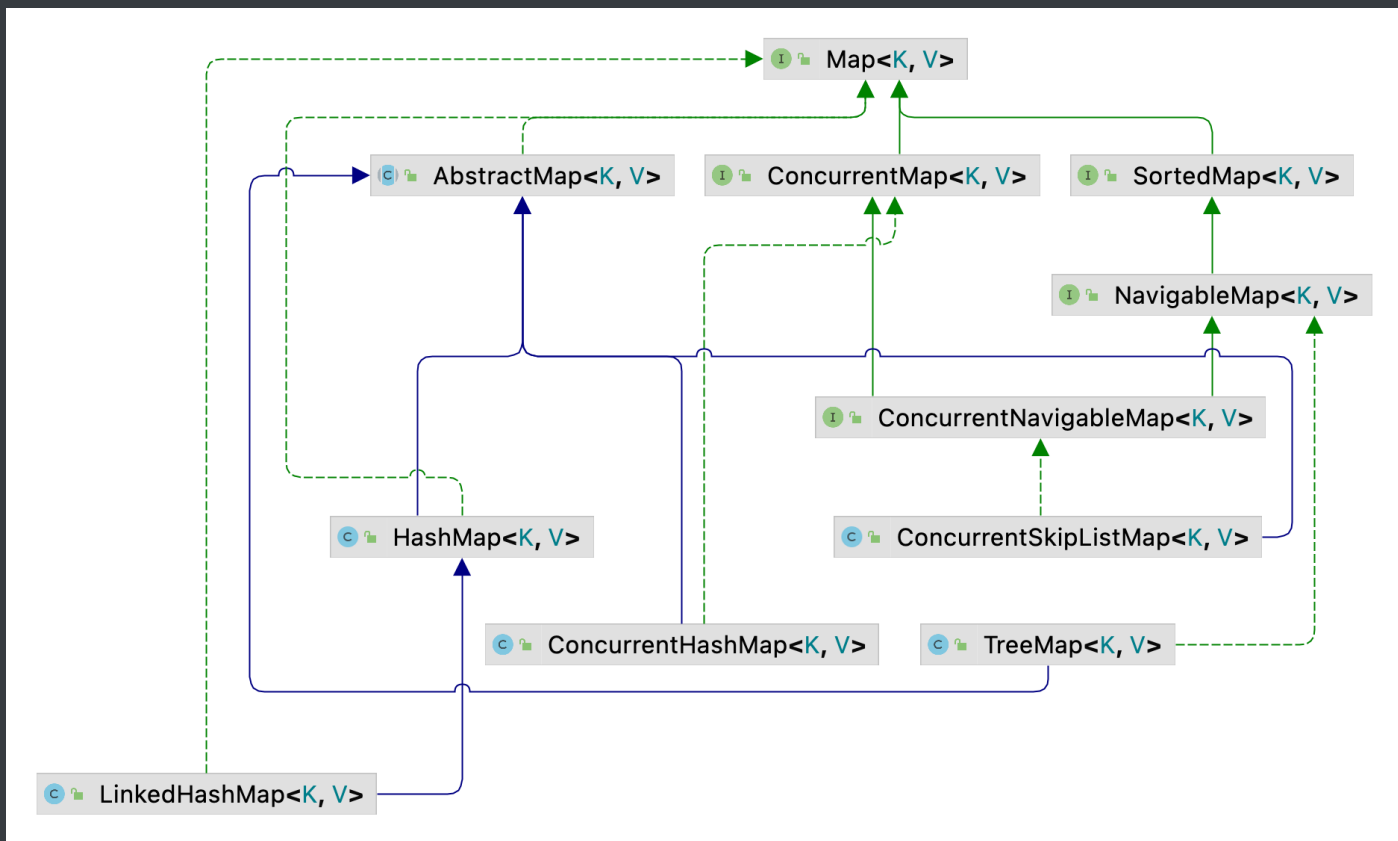 I Map<K, V>
C AbstractMap<K, V>
I ConcurrentMap<K, V>
I SortedMap<K, V>
I NavigableMap<K, V>
I ConcurrentNavigableMap<K, V>
C HashMap<K, V>
C ConcurrentSkipListMap<K, V>
C ConcurrentHashMap<K, V>
C TreeMap<K, V>
C LinkedHashMap<K, V>